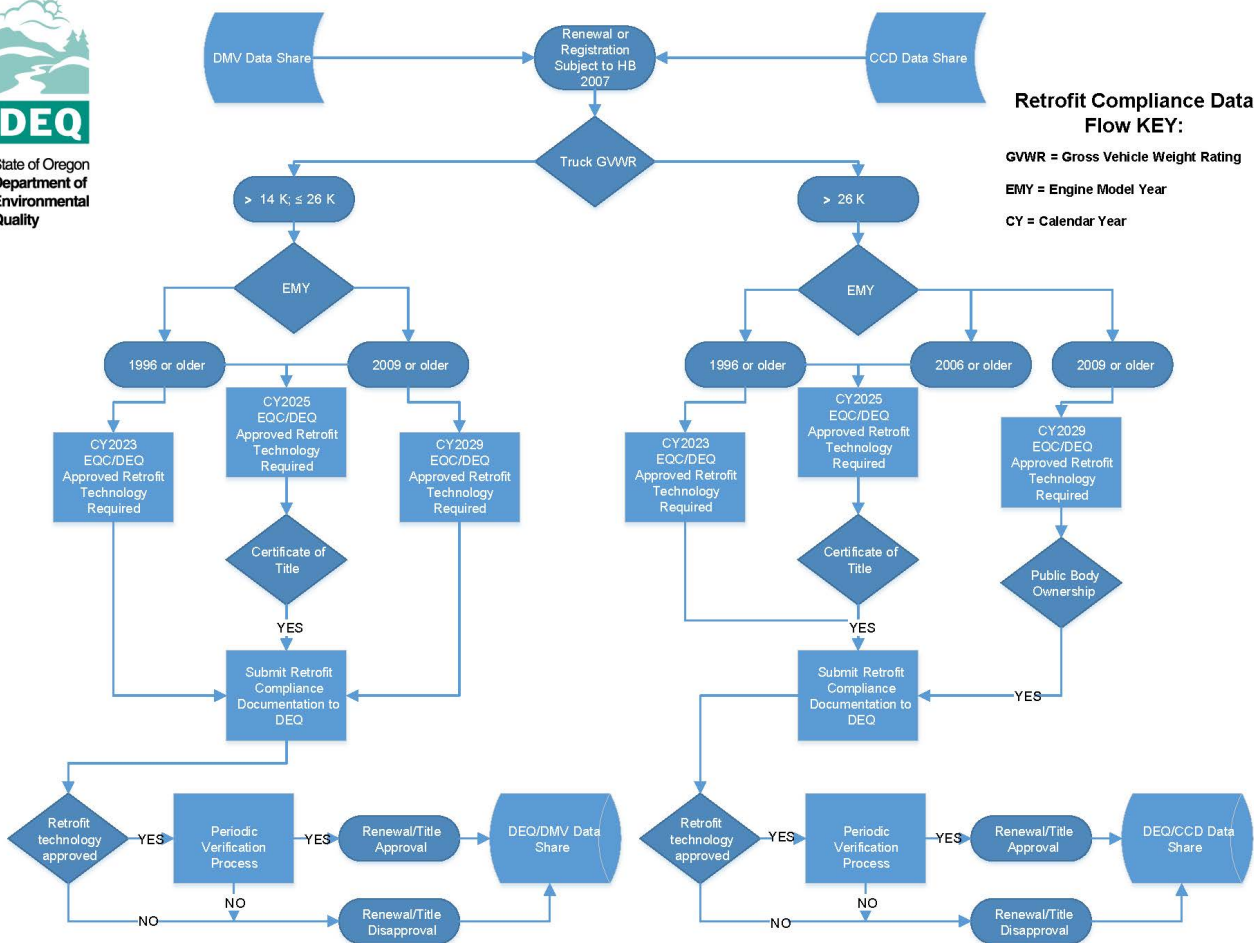 DEQ
State of Oregon
Department of
Environmental
Quality
DMV Data Share
Renewal or
Registration
Subject to HB
2007
CCD Data Share
Retrofit Compliance Data
Flow KEY:
GVWR = Gross Vehicle Weight Rating
EMY = Engine Model Year
CY = Calendar Year
Truck GVWR
> 14 K; ≤ 26 K
> 26 K
EMY
EMY
1996 or older
2009 or older
1996 or older
2006 or older
2009 or older
CY2023
EQC/DEQ
Approved Retrofit
Technology
Required
CY2025
EQC/DEQ
Approved Retrofit
Technology
Required
CY2029
EQC/DEQ
Approved Retrofit
Technology
Required
CY2023
EQC/DEQ
Approved Retrofit
Technology
Required
CY2025
EQC/DEQ
Approved Retrofit
Technology
Required
CY2029
EQC/DEQ
Approved Retrofit
Technology
Required
Certificate of
Title
Certificate of
Title
Public Body
Ownership
YES
YES
YES
Submit Retrofit
Compliance
Documentation to
DEQ
Submit Retrofit
Compliance
Documentation to
DEQ
Retrofit
technology
approved
YES
Periodic
Verification
Process
YES
Renewal/Title
Approval
DEQ/DMV Data
Share
NO
NO
Renewal/Title
Disapproval
Retrofit
technology
approved
YES
Periodic
Verification
Process
YES
Renewal/Title
Approval
DEQ/CCD Data
Share
NO
NO
Renewal/Title
Disapproval